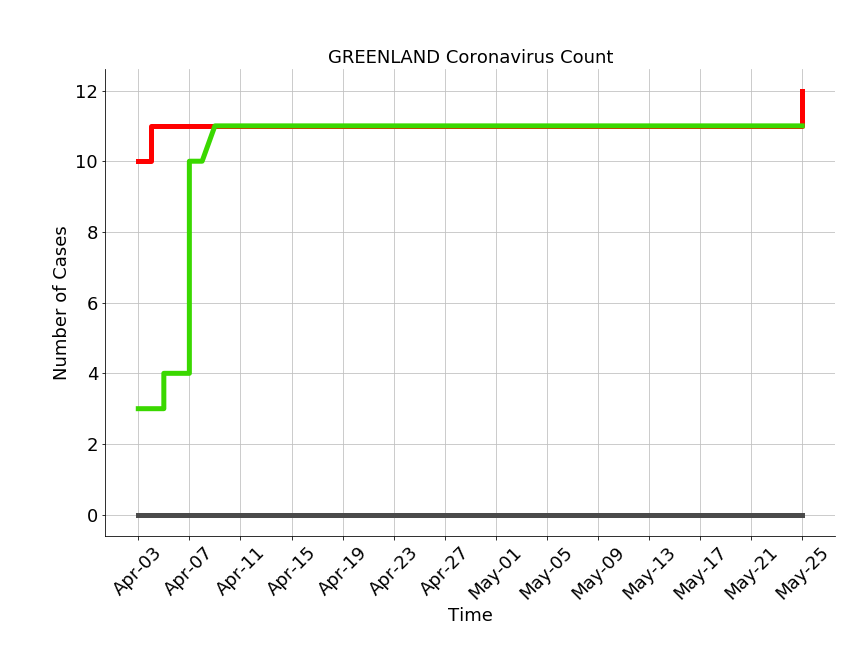 GREENLAND Coronavirus Count
12
10
8
6
4
2
0
Number of Cases
Apr-03
Apr-07
Apr-11
Apr-15
Apr-19
Apr-23
Apr-27
May-01
May-05
May-09
May-13
May-17
May-21
May-25
Time